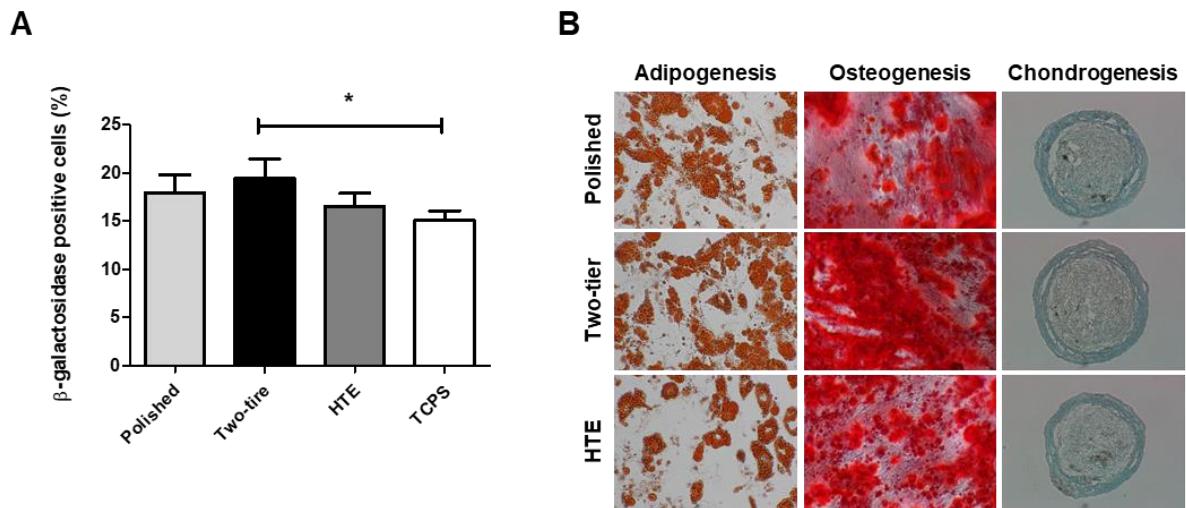 A
β-galactosidase positive cells (%)
*
25
20
15
10
5
0
Polished
Two-tire
HTE
TCPS
B
Adipogenesis
Osteogenesis
Chondrogenesis
Polished
Two-tier
HTE